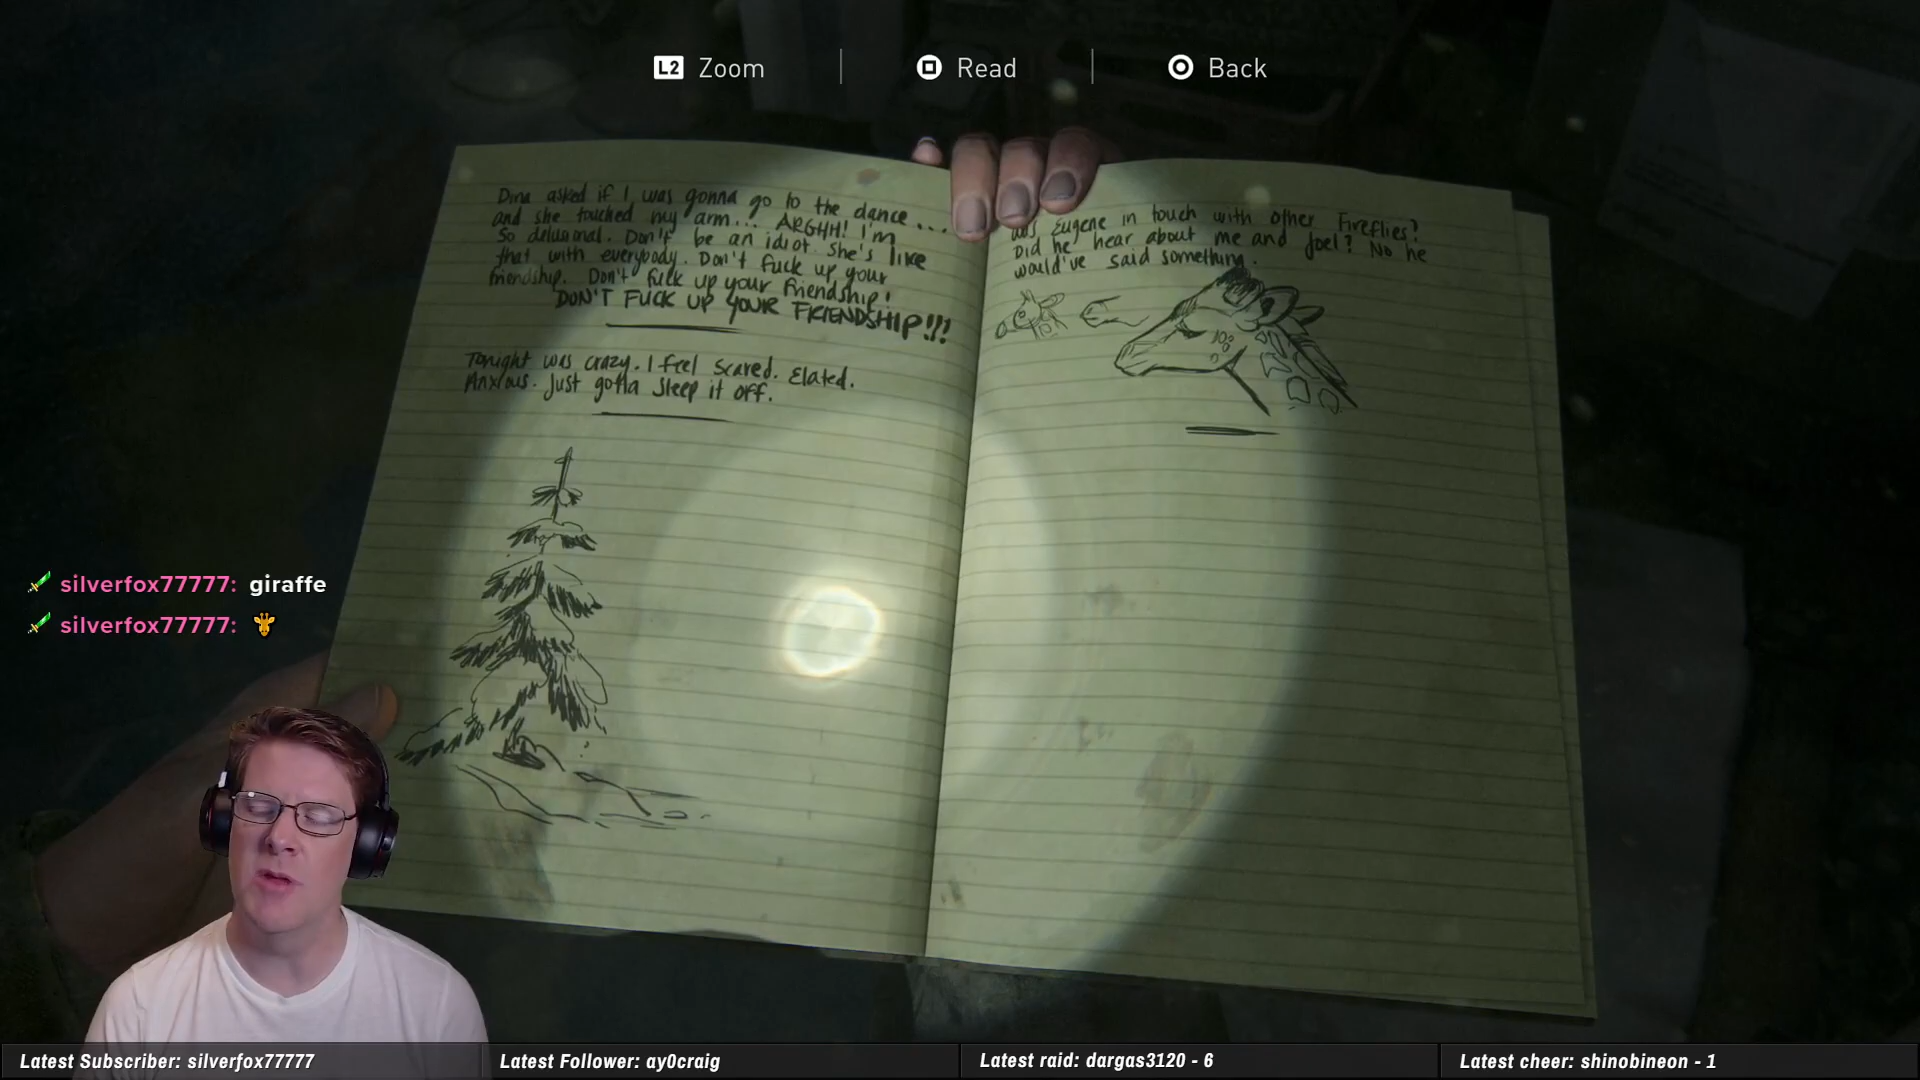 L2 Zoom
Read
Back
Dina asked if I was gonna go to the dance...
and she touched my arm... ARGHH! I'm
so delusional. Don't be an idiot. She's like
that with everybody. Don't fuck up your
friendship. Don't fuck up your friendship!
DON'T FUCK UP YOUR FRIENDSHIP!!!
Tonight was crazy. I feel scared. Elated.
Anxious. Just gotta sleep it off.
Was Eugene in touch with other Fireflies?
Did he hear about me and Joel? No he
would've said something.
silverfox77777: giraffe
silverfox77777:
Latest Subscriber: silverfox77777
Latest Follower: ay0craig
Latest raid: dargas3120 - 6
Latest cheer: shinobineon - 1